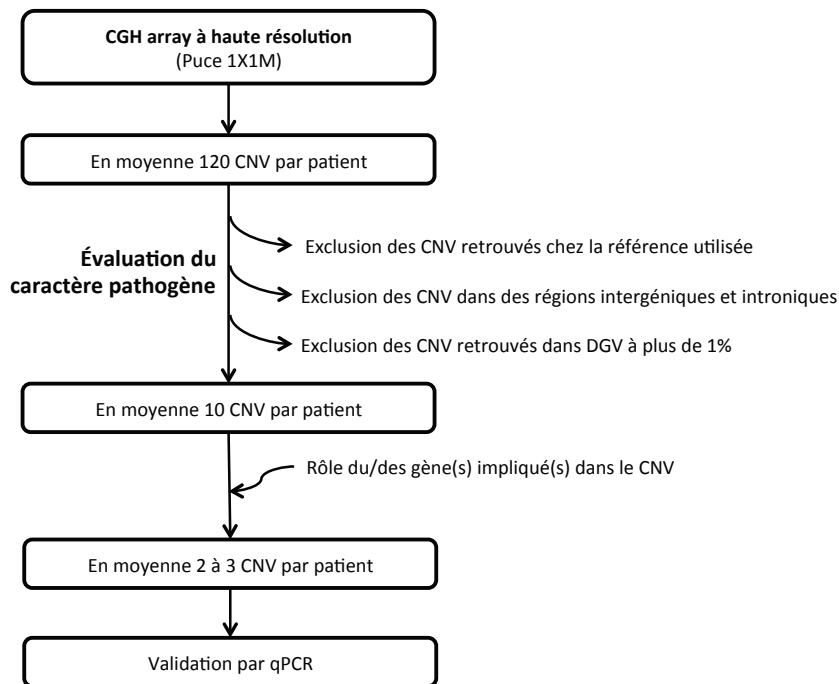 CGH array à haute résolution
(Puce 1X1M)
En moyenne 120 CNV par patient
Exclusion des CNV retrouvés chez la référence utilisée
Évaluation du
caractère pathogène
Exclusion des CNV dans des régions intergéniques et introniques
Exclusion des CNV retrouvés dans DGV à plus de 1%
En moyenne 10 CNV par patient
Rôle du/des gène(s) impliqué(s) dans le CNV
En moyenne 2 à 3 CNV par patient
Validation par qPCR